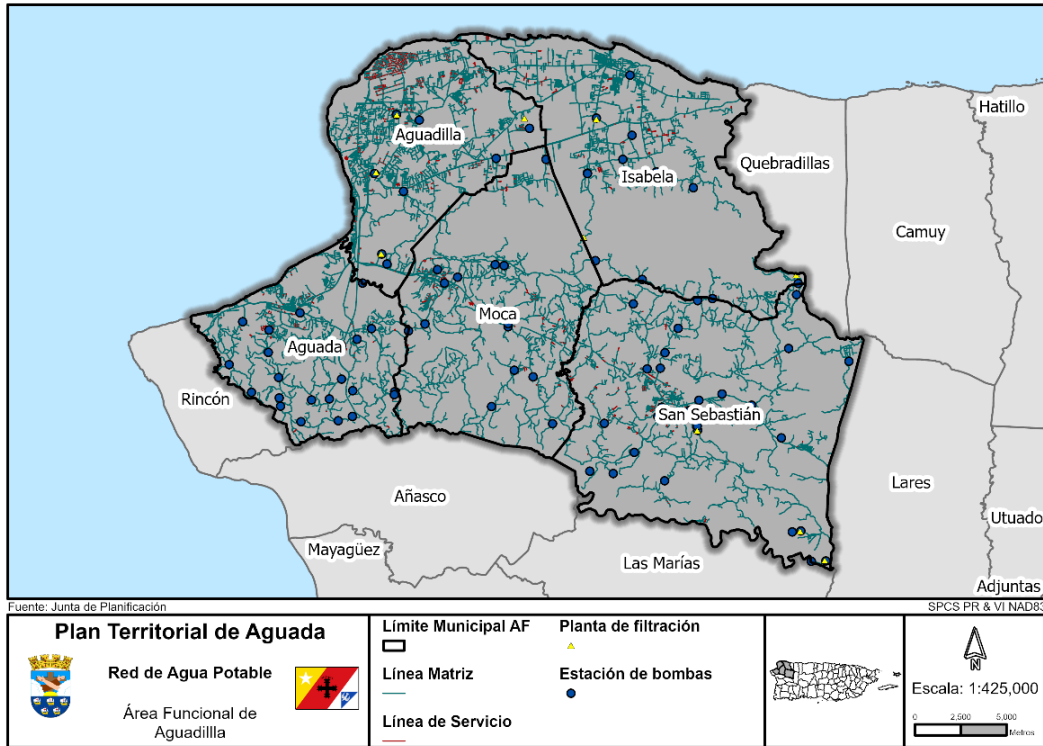 Hatillo
Aguadilla
Quebradillas
Isabela
Camuy
Moca
Aguada
Rincón
San Sebastián
Lares
Añasco
Utuado
Mayagüez
Las Marías
Adjuntas
Fuente: Junta de Planificación
SPCS PR & VI NAD83
Plan Territorial de Aguada
Red de Agua Potable
Área Funcional de
Aguadillla
Límite Municipal AF
Línea Matriz
Línea de Servicio
Planta de filtración
Estación de bombas
N
Escala: 1:425,000
0 2,500 5,000
Metros